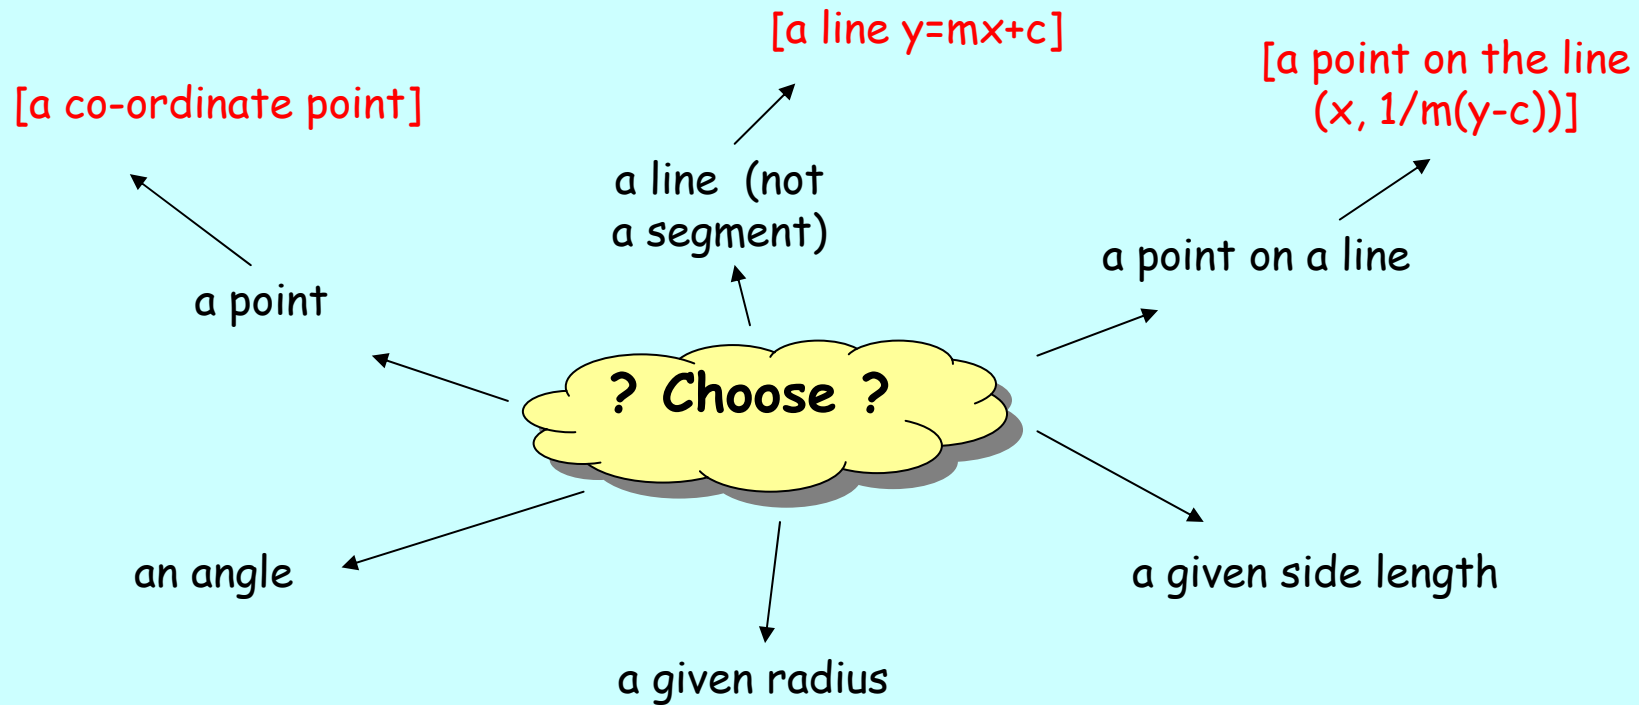 [a line y=mx+c]
[a point on the line
(x, 1/m(y-c))]
[a co-ordinate point]
a line (not
a segment)
a point on a line
a point
? Choose ?
an angle
a given side length
a given radius